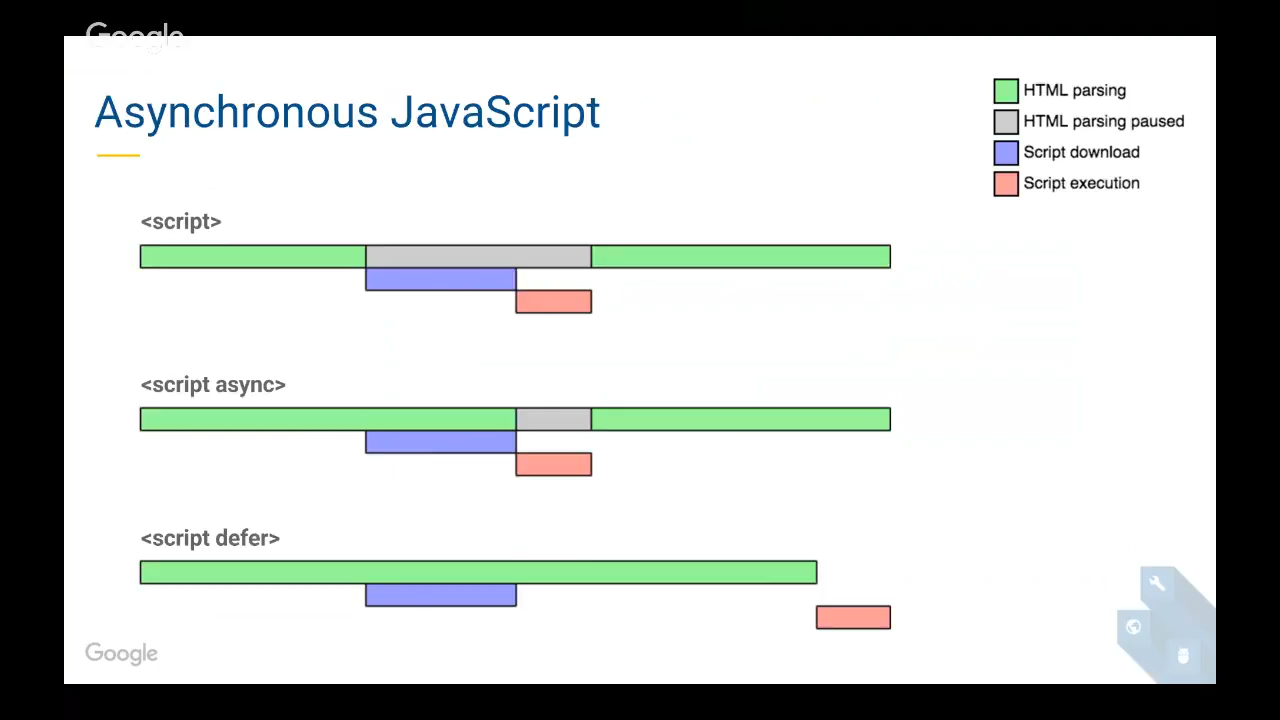 Google
Asynchronous JavaScript
HTML parsing
HTML parsing paused
Script download
Script execution
<script>
<script async>
<script defer>
Google